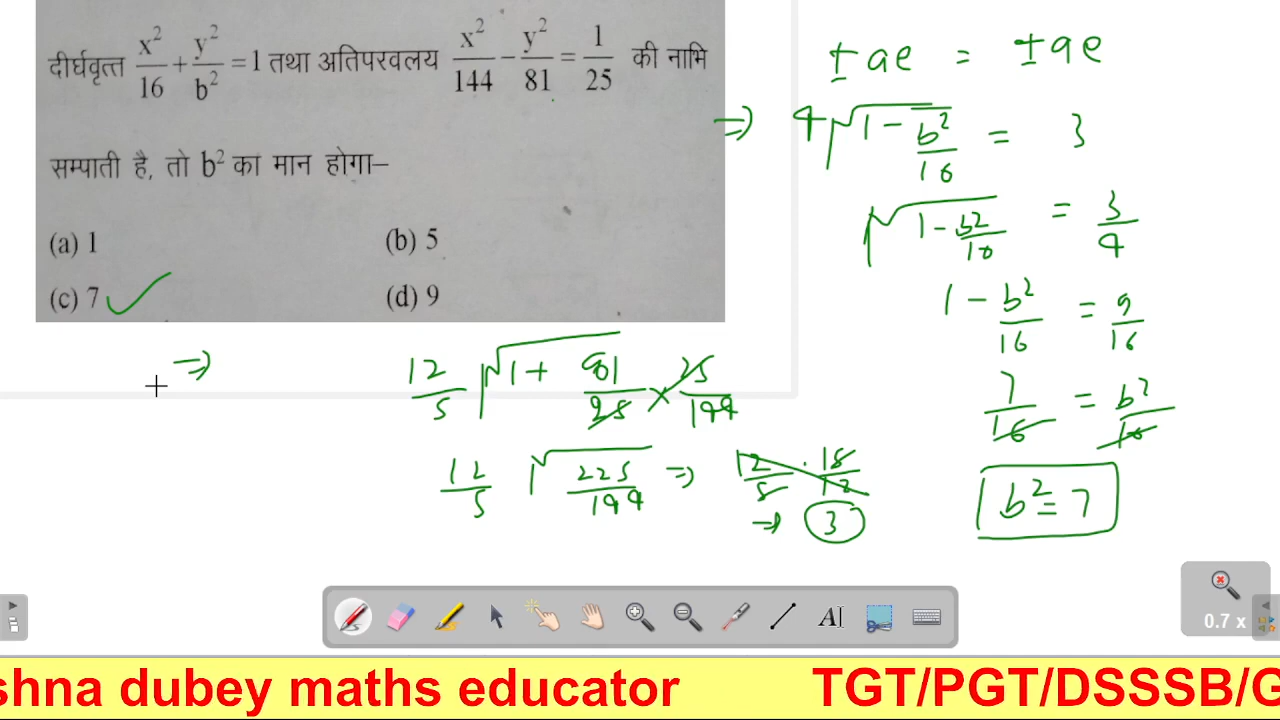 दीर्घवृत्त x²/16 + y²/b² = 1 तथा अतिपरवलय x²/144 − y²/81 = 1/25 की नाभि
सम्पाती है, तो b² का मान होगा–
(a) 1 (b) 5
(c) 7 ✓ (d) 9
⇒ 12/5 √(1 + 81/25 × 25/144)
12/5 √(225/144) ⇒ 12/5 · 15/12
→ 3
±ae = ±ae
⇒ 4√(1 − b²/16) = 3
√(1 − b²/16) = 3/4
1 − b²/16 = 9/16
7/16 = b²/16
b² = 7
0.7 x
shna dubey maths educator TGT/PGT/DSSSB/G